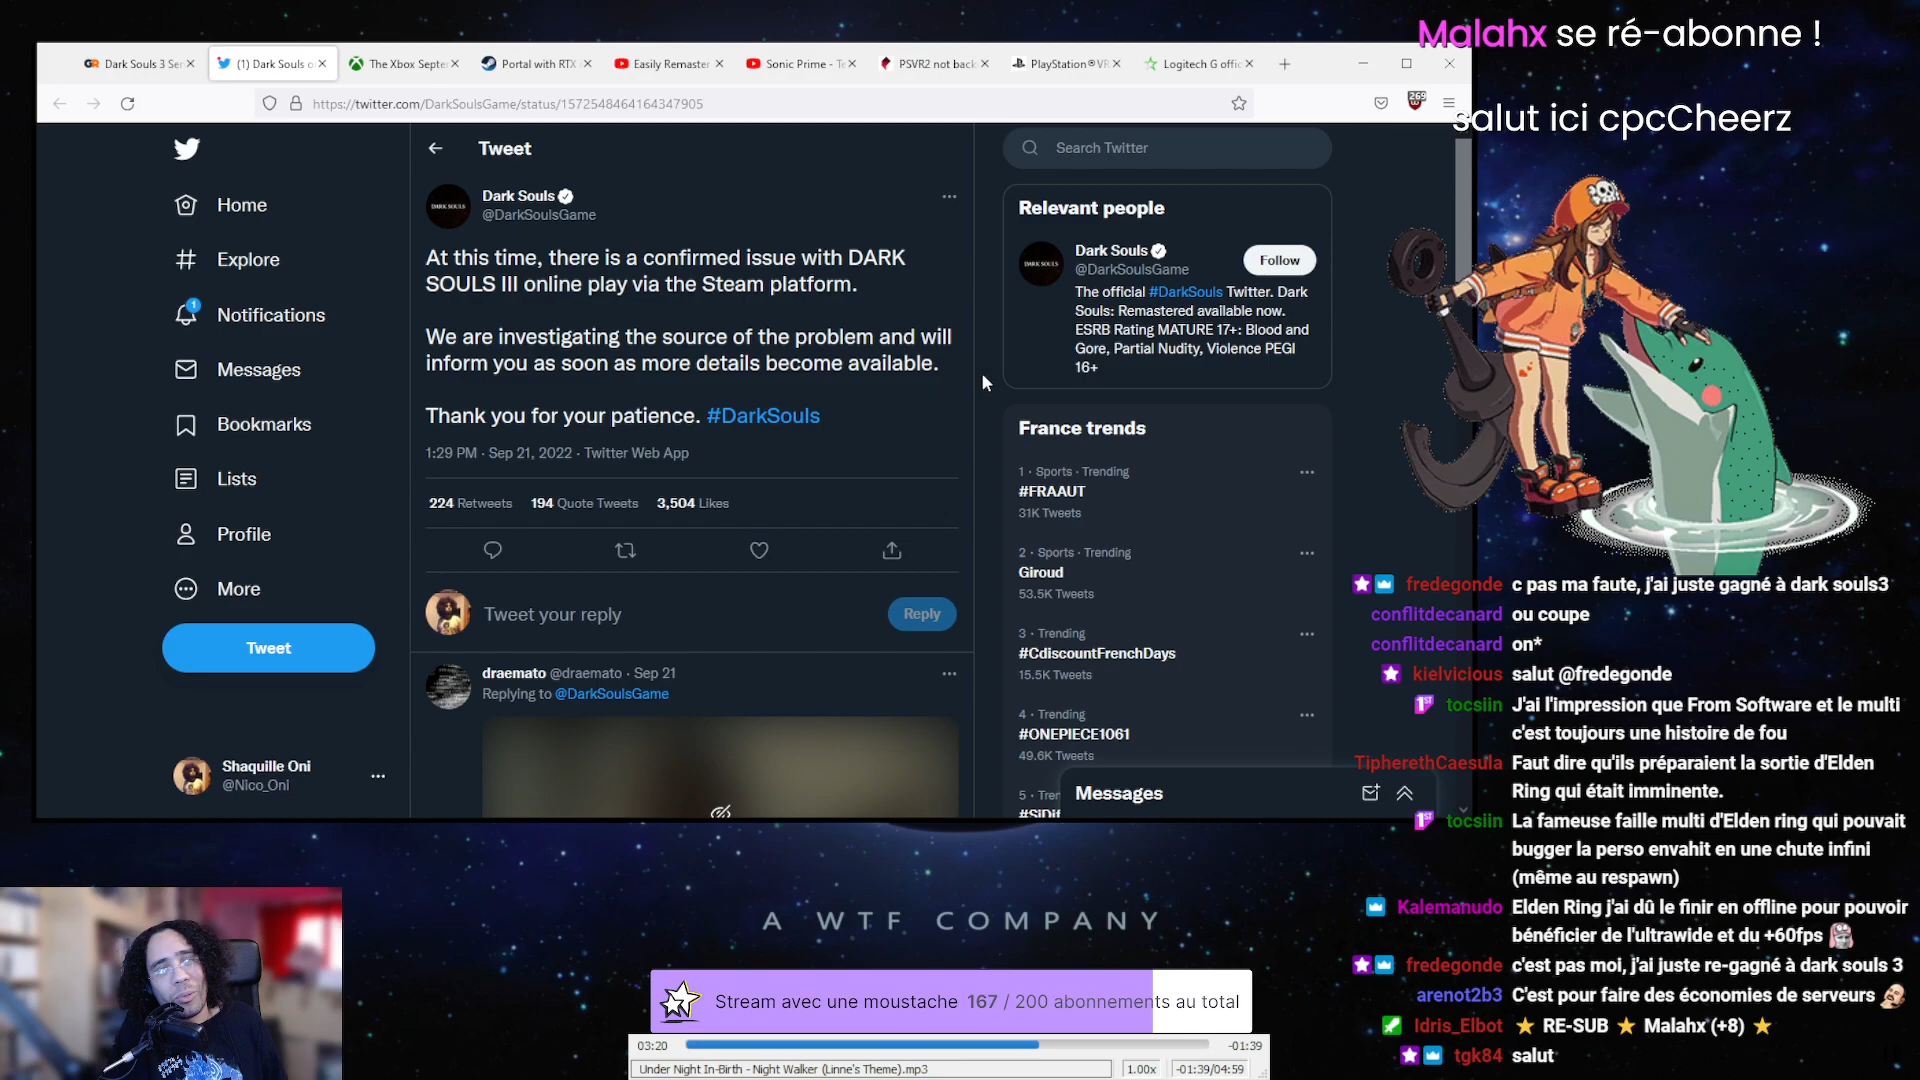 Malahx se ré-abonne !
salut ici cpcCheerz
Dark Souls 3 Ser
(1) Dark Souls o
The Xbox Septe
Portal with RTX
Easily Remaster
Sonic Prime - Te
PSVR2 not back
PlayStation®VR
Logitech G offic
https://twitter.com/DarkSoulsGame/status/1572548464164347905
269
Home
Explore
1
Notifications
Messages
Bookmarks
Lists
Profile
More
Tweet
Shaquille Oni
@Nico_Oni
Tweet
DARK SOULS
Dark Souls
@DarkSoulsGame
At this time, there is a confirmed issue with DARK
SOULS III online play via the Steam platform.
We are investigating the source of the problem and will
inform you as soon as more details become available.
Thank you for your patience. #DarkSouls
1:29 PM · Sep 21, 2022 · Twitter Web App
224 Retweets 194 Quote Tweets 3,504 Likes
Tweet your reply
Reply
draemato @draemato · Sep 21
Replying to @DarkSoulsGame
Search Twitter
Relevant people
DARK SOULS
Dark Souls
@DarkSoulsGame
Follow
The official #DarkSouls Twitter. Dark
Souls: Remastered available now.
ESRB Rating MATURE 17+: Blood and
Gore, Partial Nudity, Violence PEGI
16+
France trends
1 · Sports · Trending
#FRAAUT
31K Tweets
2 · Sports · Trending
Giroud
53.5K Tweets
3 · Trending
#CdiscountFrenchDays
15.5K Tweets
4 · Trending
#ONEPIECE1061
49.6K Tweets
5 · Tren
#SIDif
Messages
fredegonde c pas ma faute, j'ai juste gagné à dark souls3
conflitdecanard ou coupe
conflitdecanard on*
kielvicious salut @fredegonde
tocsiin J'ai l'impression que From Software et le multi
c'est toujours une histoire de fou
TipherethCaesula Faut dire qu'ils préparaient la sortie d'Elden
Ring qui était imminente.
tocsiin La fameuse faille multi d'Elden ring qui pouvait
bugger la perso envahit en une chute infini
(même au respawn)
Kalemanudo Elden Ring j'ai dû le finir en offline pour pouvoir
bénéficier de l'ultrawide et du +60fps
fredegonde c'est pas moi, j'ai juste re-gagné à dark souls 3
arenot2b3 C'est pour faire des économies de serveurs
Idris_Elbot RE-SUB Malahx (+8)
tgk84 salut
A WTF COMPANY
Stream avec une moustache 167 / 200 abonnements au total
03:20
-01:39
Under Night In-Birth - Night Walker (Linne's Theme).mp3
1.00x
-01:39/04:59